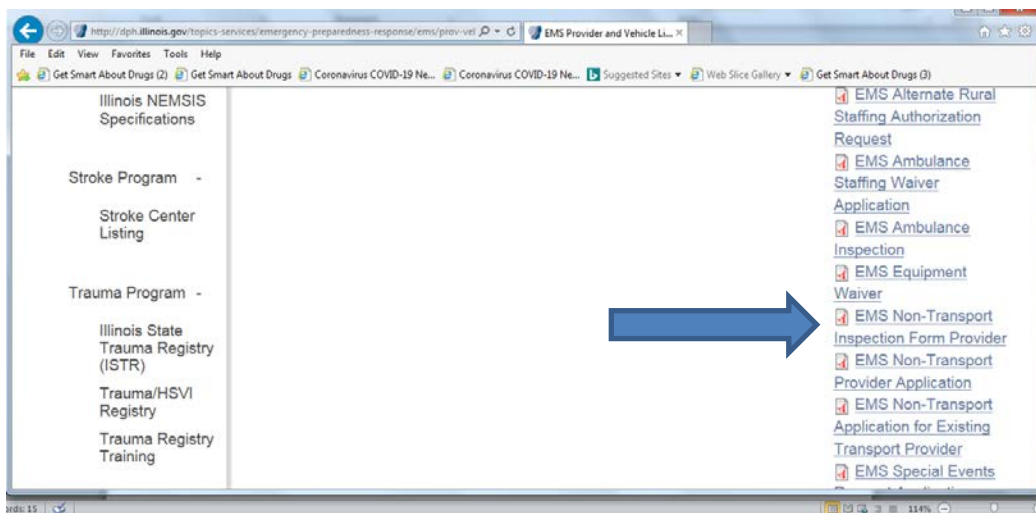 http://dph.illinois.gov/topics-services/emergency-preparedness-response/ems/prov-vel
EMS Provider and Vehicle Li...
File Edit View Favorites Tools Help
Get Smart About Drugs (2) Get Smart About Drugs Coronavirus COVID-19 Ne... Coronavirus COVID-19 Ne... Suggested Sites Web Slice Gallery Get Smart About Drugs (3)
Illinois NEMSIS
Specifications
Stroke Program -
Stroke Center
Listing
Trauma Program -
Illinois State
Trauma Registry
(ISTR)
Trauma/HSVI
Registry
Trauma Registry
Training
EMS Alternate Rural
Staffing Authorization
Request
EMS Ambulance
Staffing Waiver
Application
EMS Ambulance
Inspection
EMS Equipment
Waiver
EMS Non-Transport
Inspection Form Provider
EMS Non-Transport
Provider Application
EMS Non-Transport
Application for Existing
Transport Provider
EMS Special Events
ords: 15
114%